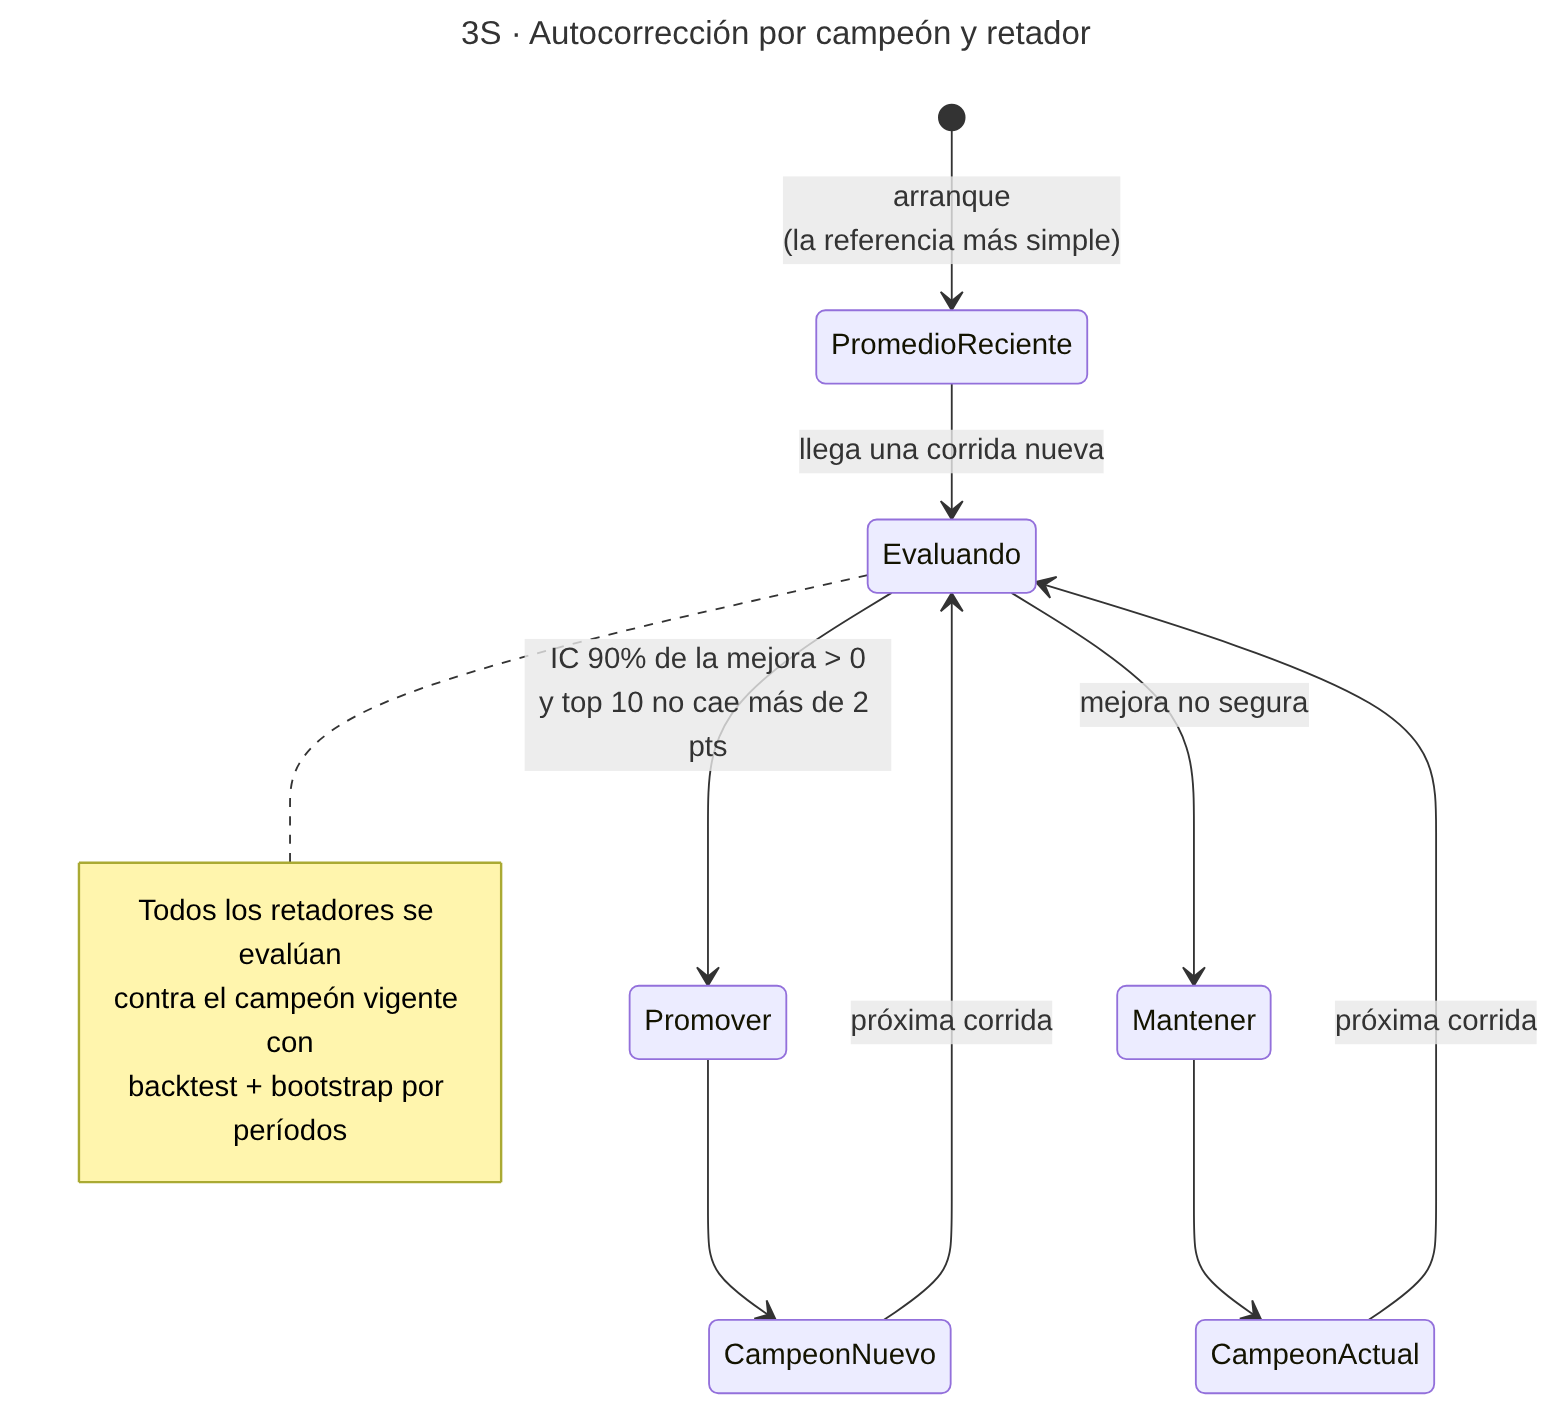 3S · Autocorrección por campeón y retador
arranque
(la referencia más simple)
PromedioReciente
llega una corrida nueva
Evaluando
IC 90% de la mejora > 0
y top 10 no cae más de 2
pts
mejora no segura
Todos los retadores se
evalúan
contra el campeón vigente
con
backtest + bootstrap por
períodos
Promover
próxima corrida
Mantener
próxima corrida
CampeonNuevo
CampeonActual